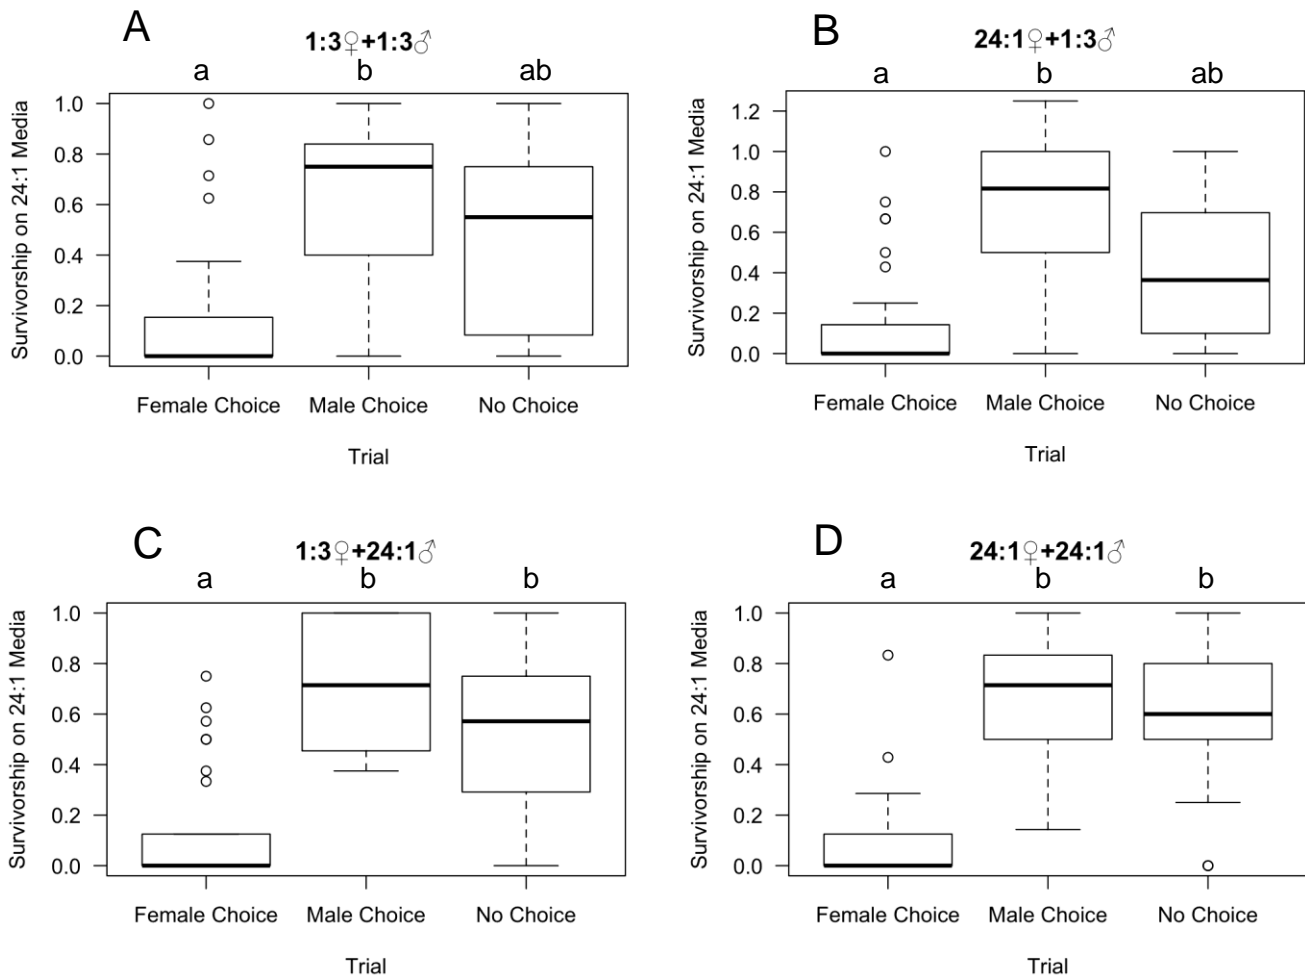 A
1:3♀+1:3♂
a b ab
Survivorship on 24:1 Media
1.0
0.8
0.6
0.4
0.2
0.0
Female Choice Male Choice No Choice
Trial
B
24:1♀+1:3♂
a b ab
Survivorship on 24:1 Media
1.2
1.0
0.8
0.6
0.4
0.2
0.0
Female Choice Male Choice No Choice
Trial
C
1:3♀+24:1♂
a b b
Survivorship on 24:1 Media
1.0
0.8
0.6
0.4
0.2
0.0
Female Choice Male Choice No Choice
Trial
D
24:1♀+24:1♂
a b b
Survivorship on 24:1 Media
1.0
0.8
0.6
0.4
0.2
0.0
Female Choice Male Choice No Choice
Trial